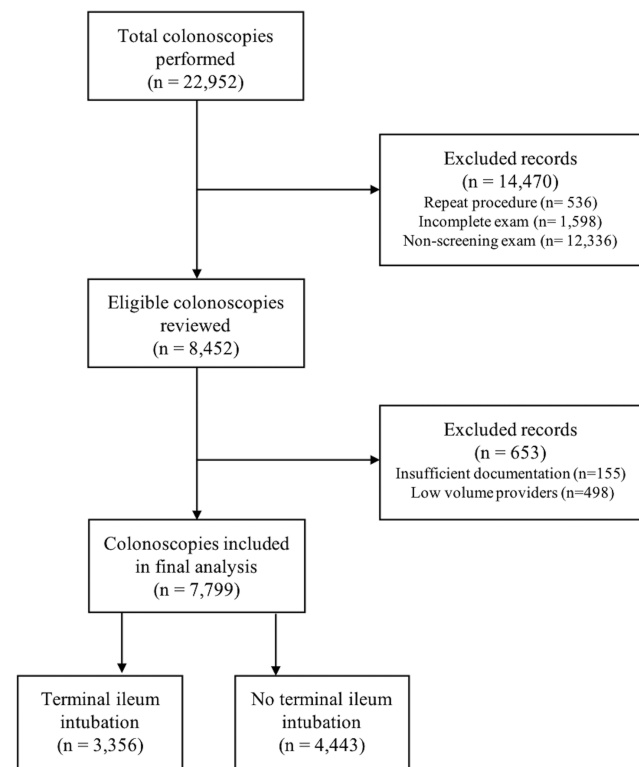 Total colonoscopies
performed
(n = 22,952)
Excluded records
(n = 14,470)
Repeat procedure (n= 536)
Incomplete exam (n= 1,598)
Non-screening exam (n= 12,336)
Eligible colonoscopies
reviewed
(n = 8,452)
Excluded records
(n = 653)
Insufficient documentation (n=155)
Low volume providers (n=498)
Colonoscopies included
in final analysis
(n = 7,799)
Terminal ileum
intubation
(n = 3,356)
No terminal ileum
intubation
(n = 4,443)